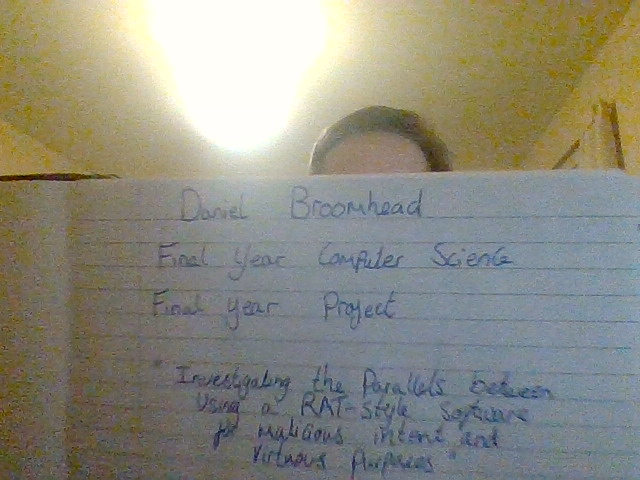 Daniel Broomhead
Final Year Computer Science
Final year Project
"Investigating the Parallels between
Using a RAT-Style Software
for malicious intent and
Virtuous Purposes"